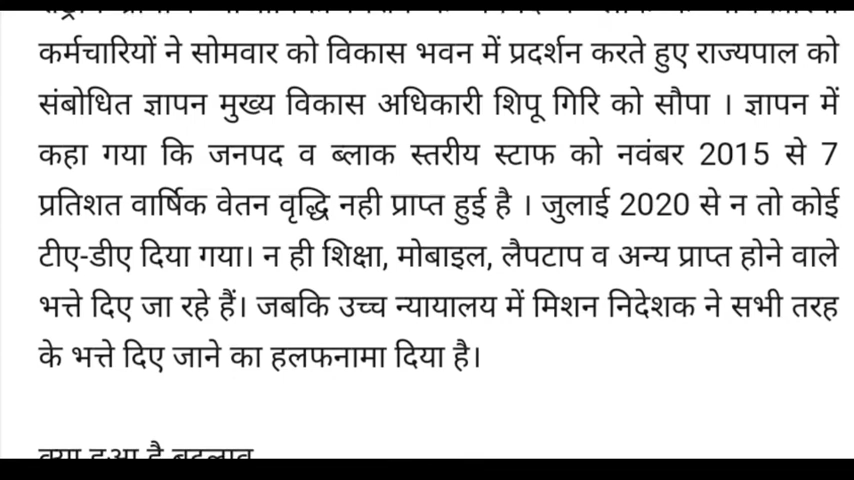 कर्मचारियों ने सोमवार को विकास भवन में प्रदर्शन करते हुए राज्यपाल को
संबोधित ज्ञापन मुख्य विकास अधिकारी शिपू गिरि को सौपा । ज्ञापन में
कहा गया कि जनपद व ब्लाक स्तरीय स्टाफ को नवंबर 2015 से 7
प्रतिशत वार्षिक वेतन वृद्धि नही प्राप्त हुई है । जुलाई 2020 से न तो कोई
टीए-डीए दिया गया। न ही शिक्षा, मोबाइल, लैपटाप व अन्य प्राप्त होने वाले
भत्ते दिए जा रहे हैं। जबकि उच्च न्यायालय में मिशन निदेशक ने सभी तरह
के भत्ते दिए जाने का हलफनामा दिया है।
क्या हुआ है बदलाव